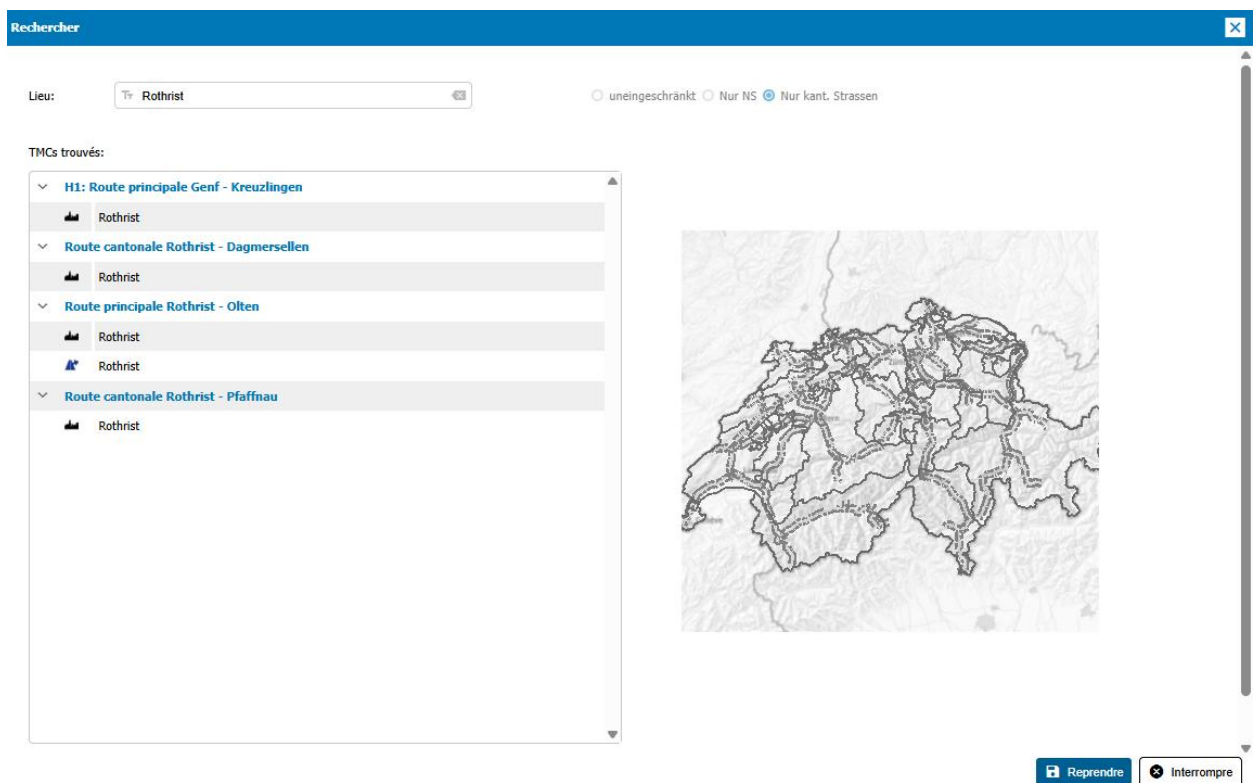 Rechercher
Lieu: Rothrist uneingeschränkt Nur NS Nur kant. Strassen
TMCs trouvés:
H1: Route principale Genf - Kreuzlingen
Rothrist
Route cantonale Rothrist - Dagmersellen
Rothrist
Route principale Rothrist - Olten
Rothrist
Rothrist
Route cantonale Rothrist - Pfaffnau
Rothrist
Reprendre Interrompre